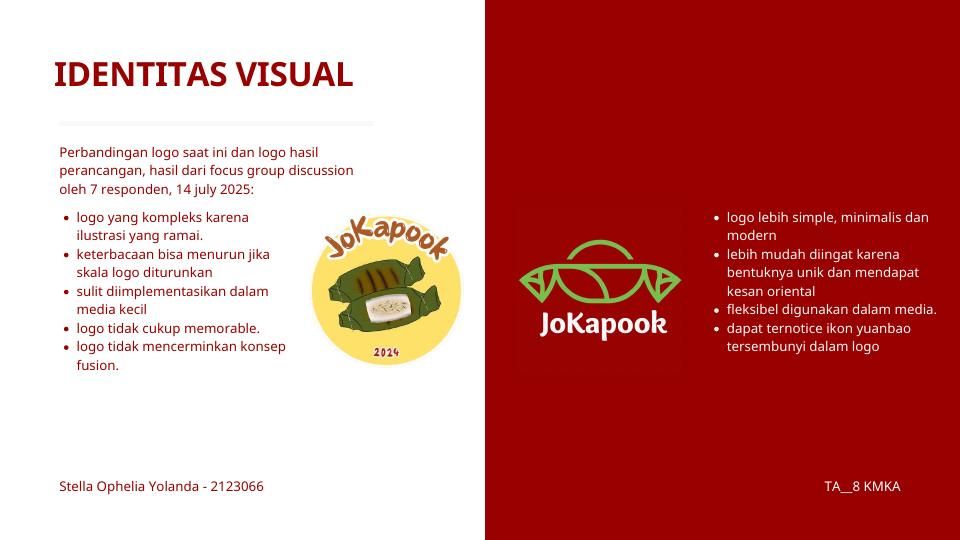 IDENTITAS VISUAL
Perbandingan logo saat ini dan logo hasil
perancangan, hasil dari focus group discussion
oleh 7 responden, 14 july 2025:
• logo yang kompleks karena
ilustrasi yang ramai.
• keterbacaan bisa menurun jika
skala logo diturunkan
• sulit diimplementasikan dalam
media kecil
• logo tidak cukup memorable.
• logo tidak mencerminkan konsep
fusion.
JoKapook
2024
JoKapook
• logo lebih simple, minimalis dan
modern
• lebih mudah diingat karena
bentuknya unik dan mendapat
kesan oriental
• fleksibel digunakan dalam media.
• dapat ternotice ikon yuanbao
tersembunyi dalam logo
Stella Ophelia Yolanda - 2123066
TA__8 KMKA